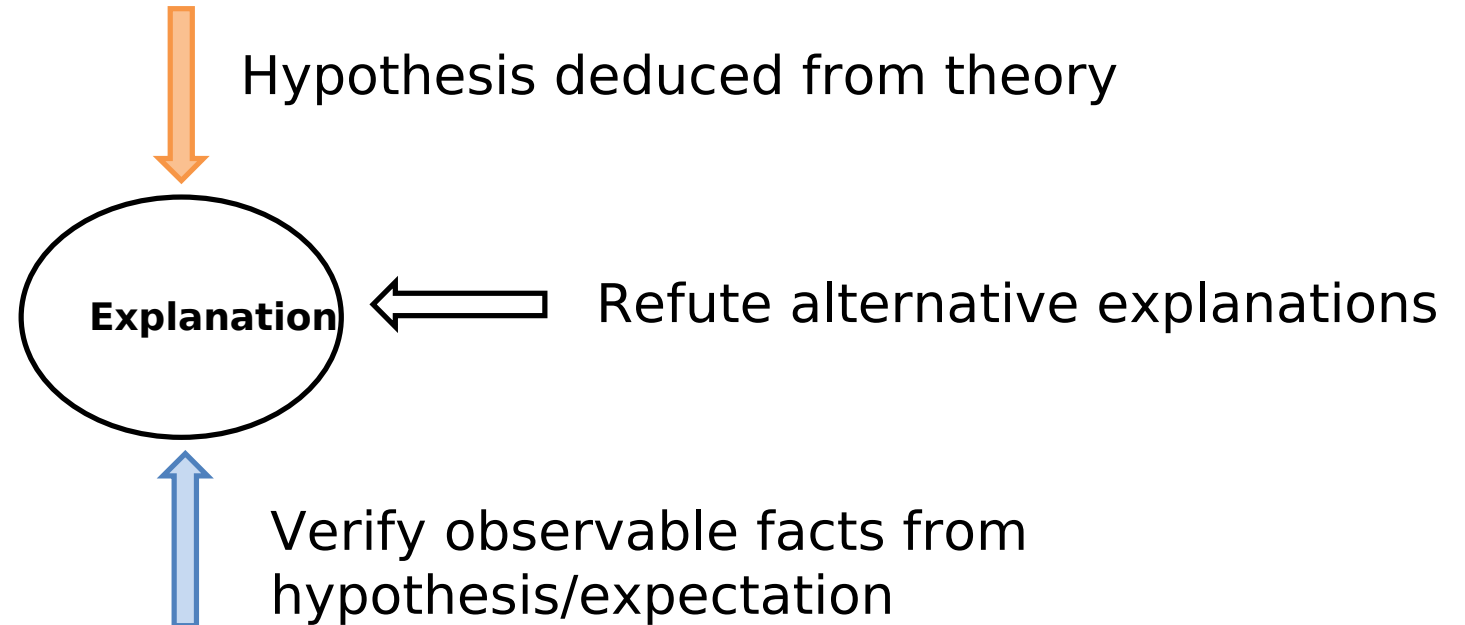 Hypothesis deduced from theory
Explanation
Refute alternative explanations
Verify observable facts from
hypothesis/expectation